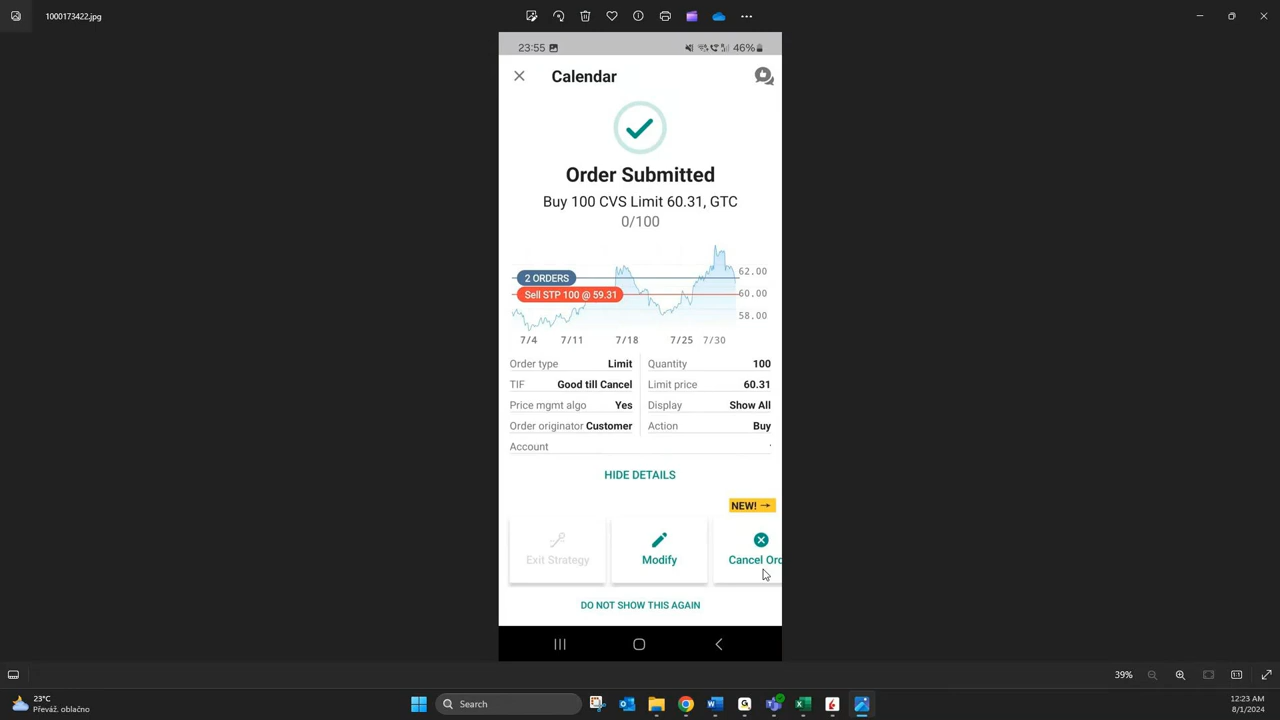 1000173422.jpg
23:55
46%
Calendar
Order Submitted
Buy 100 CVS Limit 60.31, GTC
0/100
2 ORDERS
62.00
Sell STP 100 @ 59.31
60.00
58.00
7/4 7/11 7/18 7/25 7/30
Order type Limit Quantity 100
TIF Good till Cancel Limit price 60.31
Price mgmt algo Yes Display Show All
Order originator Customer Action Buy
Account
HIDE DETAILS
NEW! →
Exit Strategy Modify Cancel Ord
DO NOT SHOW THIS AGAIN
39%
23°C
Převáž. oblačno
Search
12:23 AM
8/1/2024